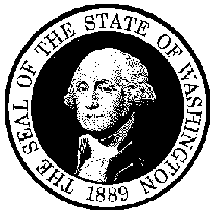 THE SEAL OF THE STATE OF WASHINGTON
1889